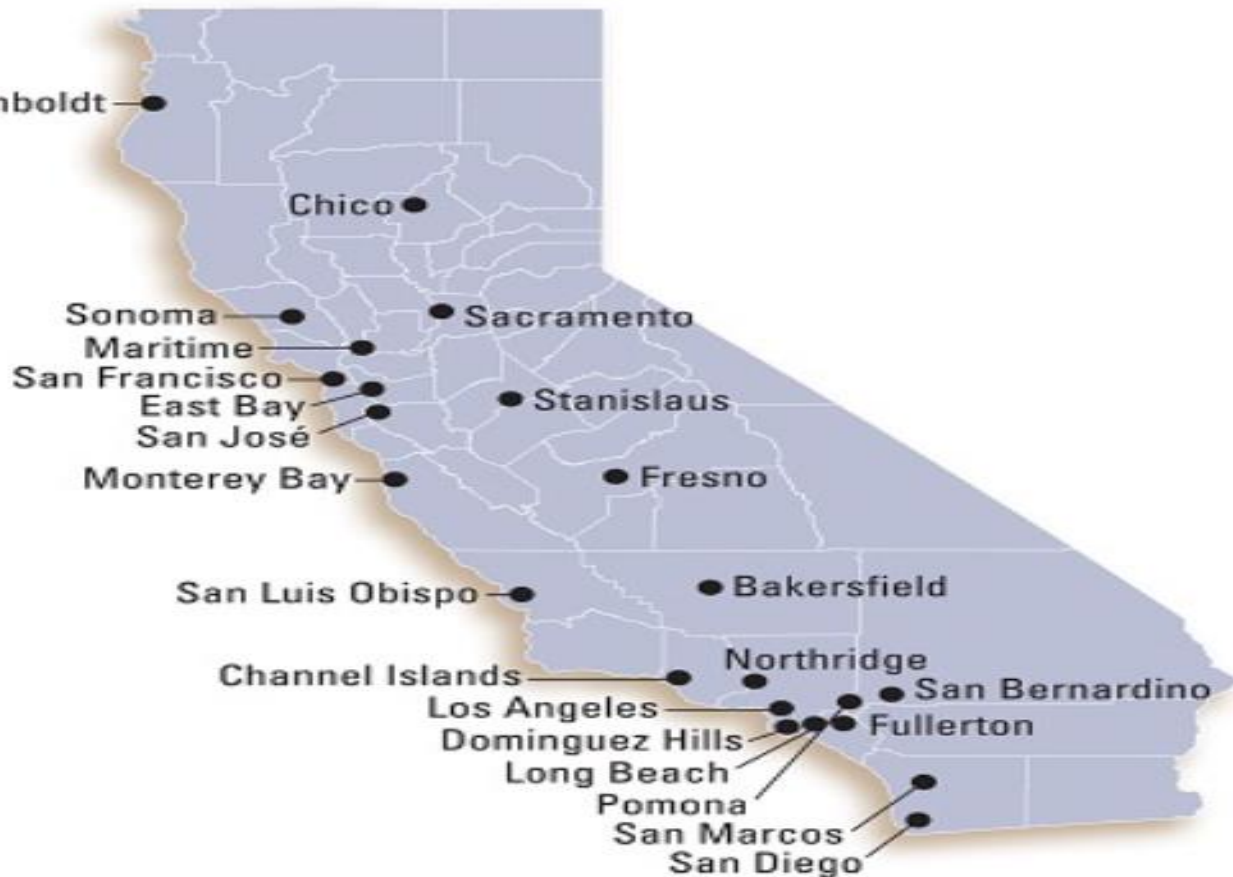 mboldt
Chico
Sonoma
Sacramento
Maritime
San Francisco
East Bay
Stanislaus
San José
Monterey Bay
Fresno
San Luis Obispo
Bakersfield
Northridge
Channel Islands
San Bernardino
Los Angeles
Fullerton
Dominguez Hills
Long Beach
Pomona
San Marcos
San Diego